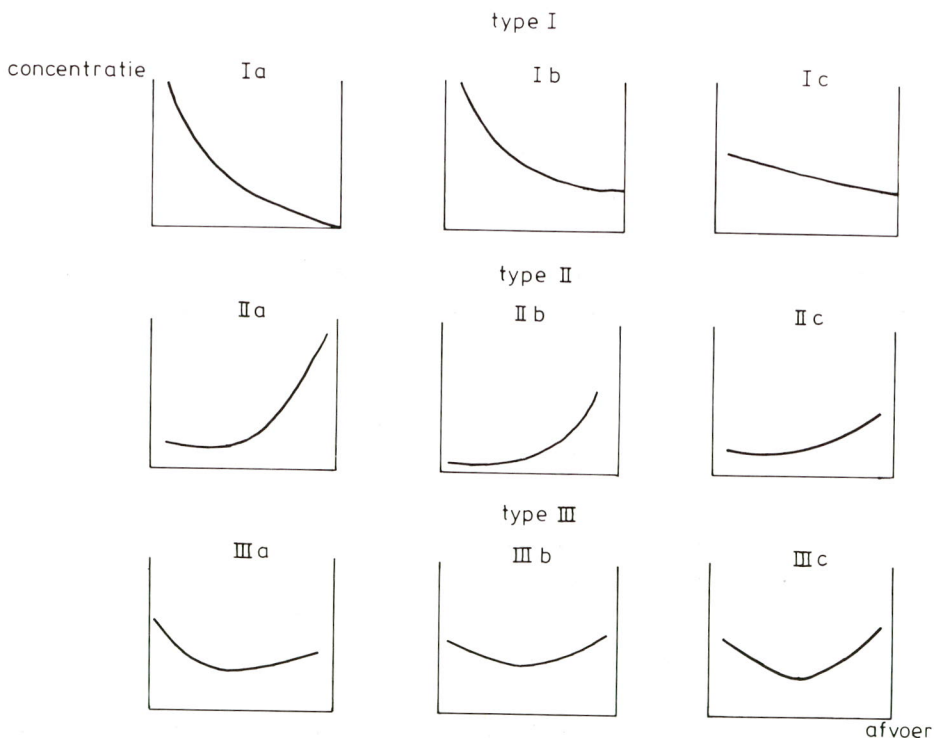 type I
concentratie
Ia
Ib
Ic
type II
IIa
IIb
IIc
type III
IIIa
IIIb
IIIc
afvoer